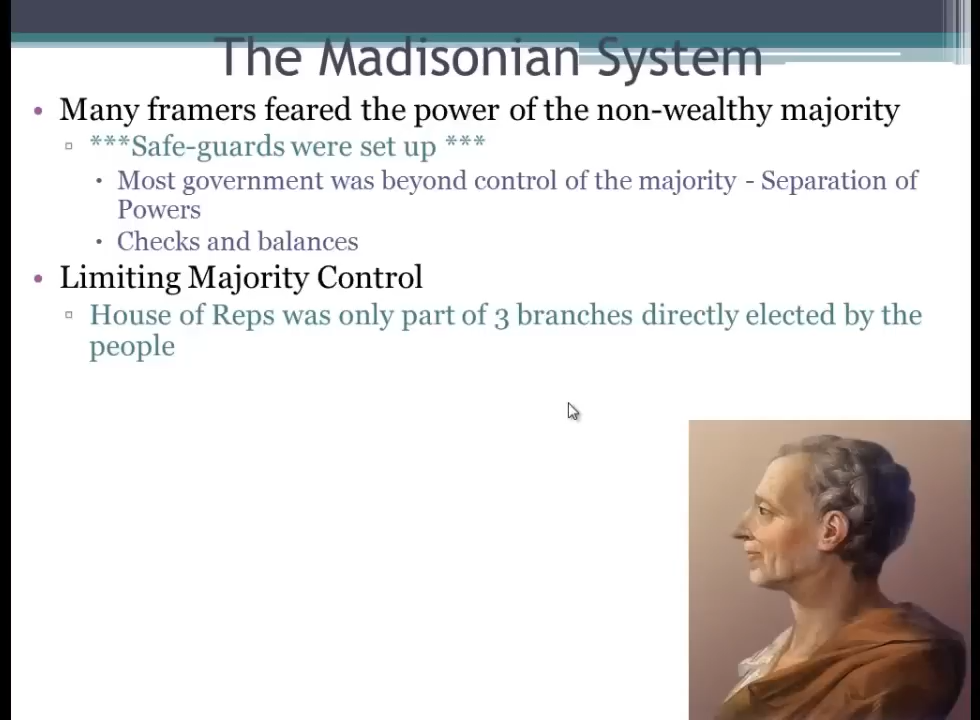 The Madisonian System
• Many framers feared the power of the non-wealthy majority
▫ ***Safe-guards were set up ***
• Most government was beyond control of the majority - Separation of
Powers
• Checks and balances
• Limiting Majority Control
▫ House of Reps was only part of 3 branches directly elected by the
people